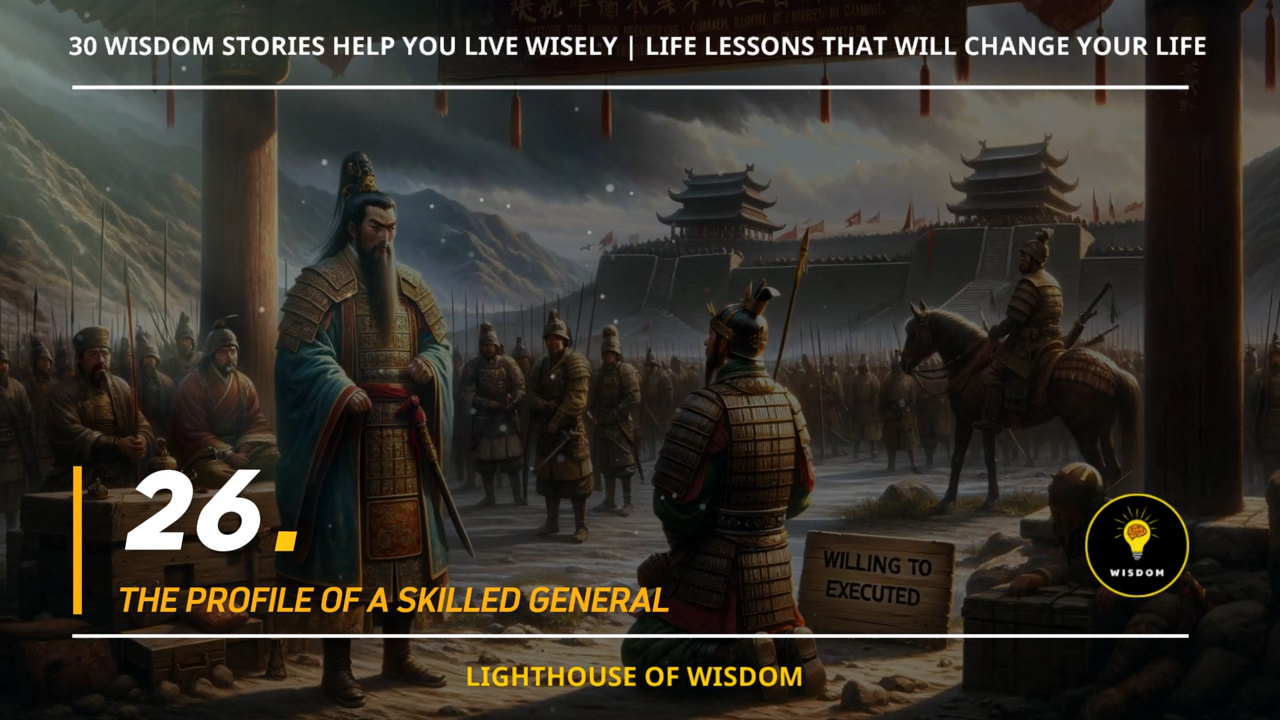 30 WISDOM STORIES HELP YOU LIVE WISELY | LIFE LESSONS THAT WILL CHANGE YOUR LIFE
WILLING TO
EXECUTED
26.
WISDOM
THE PROFILE OF A SKILLED GENERAL
LIGHTHOUSE OF WISDOM